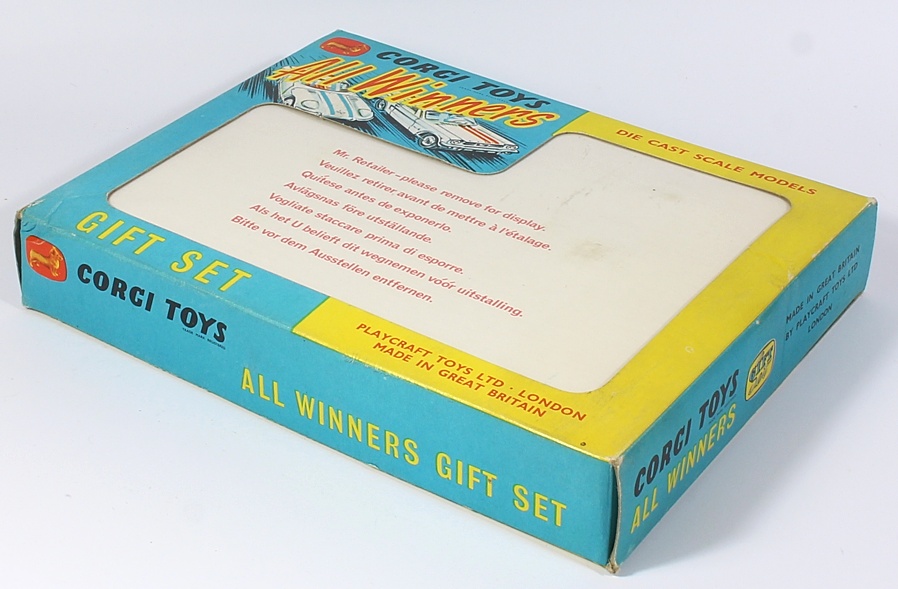 CORGI TOYS
All Winners
DIE CAST SCALE MODELS
Mr. Retailer-please remove for display.
Veuillez retirer avant de mettre à l'étalage.
Quítese antes de exponerlo.
Avlägsnas före utställande.
Vogliate staccare prima di esporre.
Als het U belieft dit wegnemen vóór uitstalling.
Bitte vor dem Ausstellen entfernen.
GIFT SET
PLAYCRAFT TOYS LTD · LONDON
MADE IN GREAT BRITAIN
CORGI TOYS
ALL WINNERS GIFT SET
CORGI TOYS
ALL WINNERS
GIFT
MADE IN GREAT BRITAIN
BY PLAYCRAFT TOYS LTD
LONDON